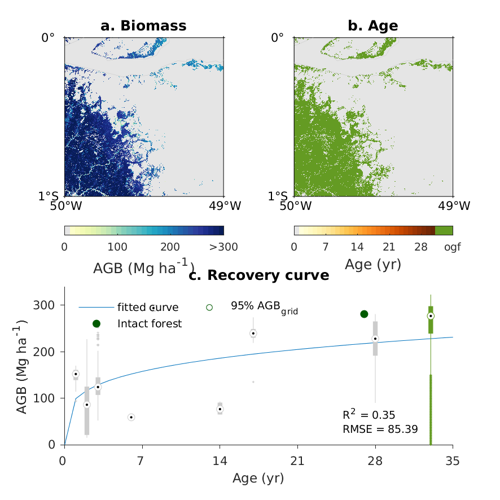 a. Biomass
b. Age
0°
0°
1°S
1°S
50°W
49°W
50°W
49°W
0 100 200 >300
0 7 14 21 28 ogf
AGB (Mg ha⁻¹)
Age (yr)
c. Recovery curve
300
200
100
0
AGB (Mg ha⁻¹)
fitted curve
95% AGB_grid
Intact forest
R² = 0.35
RMSE = 85.39
0 7 14 21 28 35
Age (yr)